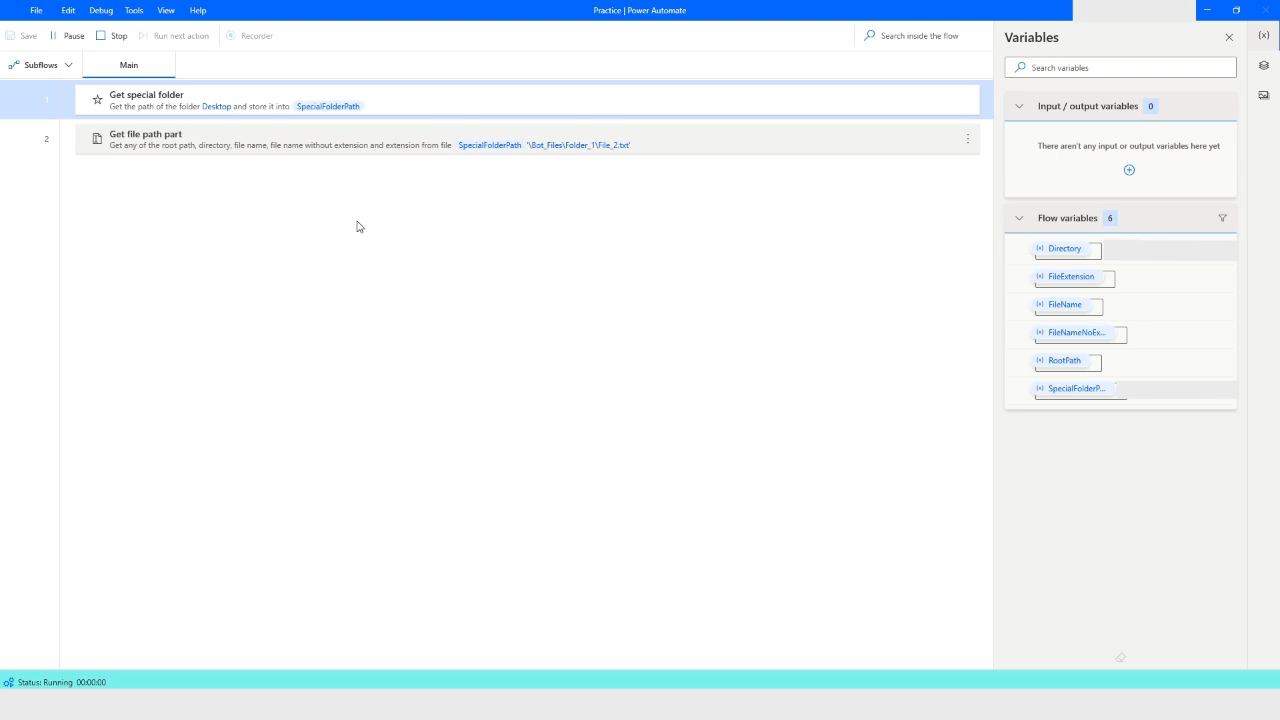 File Edit Debug Tools View Help Practice | Power Automate
Save Pause Stop Run next action Recorder Search inside the flow
Variables
Subflows Main
Search variables
1 Get special folder
Get the path of the folder Desktop and store it into SpecialFolderPath
Input / output variables 0
2 Get file path part
Get any of the root path, directory, file name, file name without extension and extension from file SpecialFolderPath '\Bot_Files\Folder_1\File_2.txt'
There aren't any input or output variables here yet
Flow variables 6
Directory
FileExtension
FileName
FileNameNoEx...
RootPath
SpecialFolderP...
Status: Running 00:00:00